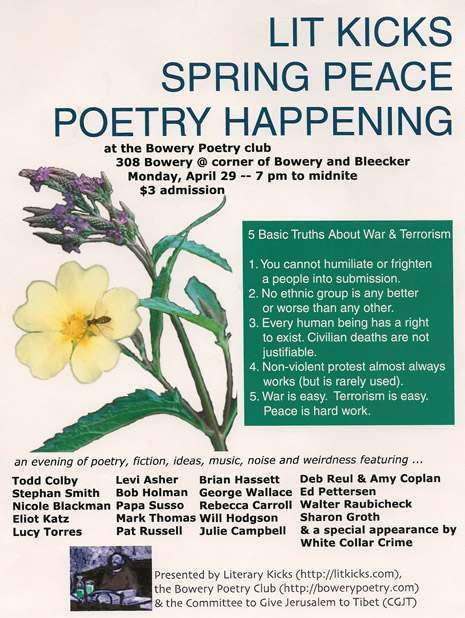 LIT KICKS
SPRING PEACE
POETRY HAPPENING
at the Bowery Poetry club
308 Bowery @ corner of Bowery and Bleecker
Monday, April 29 -- 7 pm to midnite
$3 admission
5 Basic Truths About War & Terrorism
1. You cannot humiliate or frighten
a people into submission.
2. No ethnic group is any better
or worse than any other.
3. Every human being has a right
to exist. Civilian deaths are not
justifiable.
4. Non-violent protest almost always
works (but is rarely used).
5. War is easy. Terrorism is easy.
Peace is hard work.
an evening of poetry, fiction, ideas, music, noise and weirdness featuring ...
Todd Colby
Stephan Smith
Nicole Blackman
Eliot Katz
Lucy Torres
Levi Asher
Bob Holman
Papa Susso
Mark Thomas
Pat Russell
Brian Hassett
George Wallace
Rebecca Carroll
Will Hodgson
Julie Campbell
Deb Reul & Amy Coplan
Ed Pettersen
Walter Raubicheck
Sharon Groth
& a special appearance by
White Collar Crime
Presented by Literary Kicks (http://litkicks.com),
the Bowery Poetry Club (http://bowerypoetry.com)
& the Committee to Give Jerusalem to Tibet (CGJT)